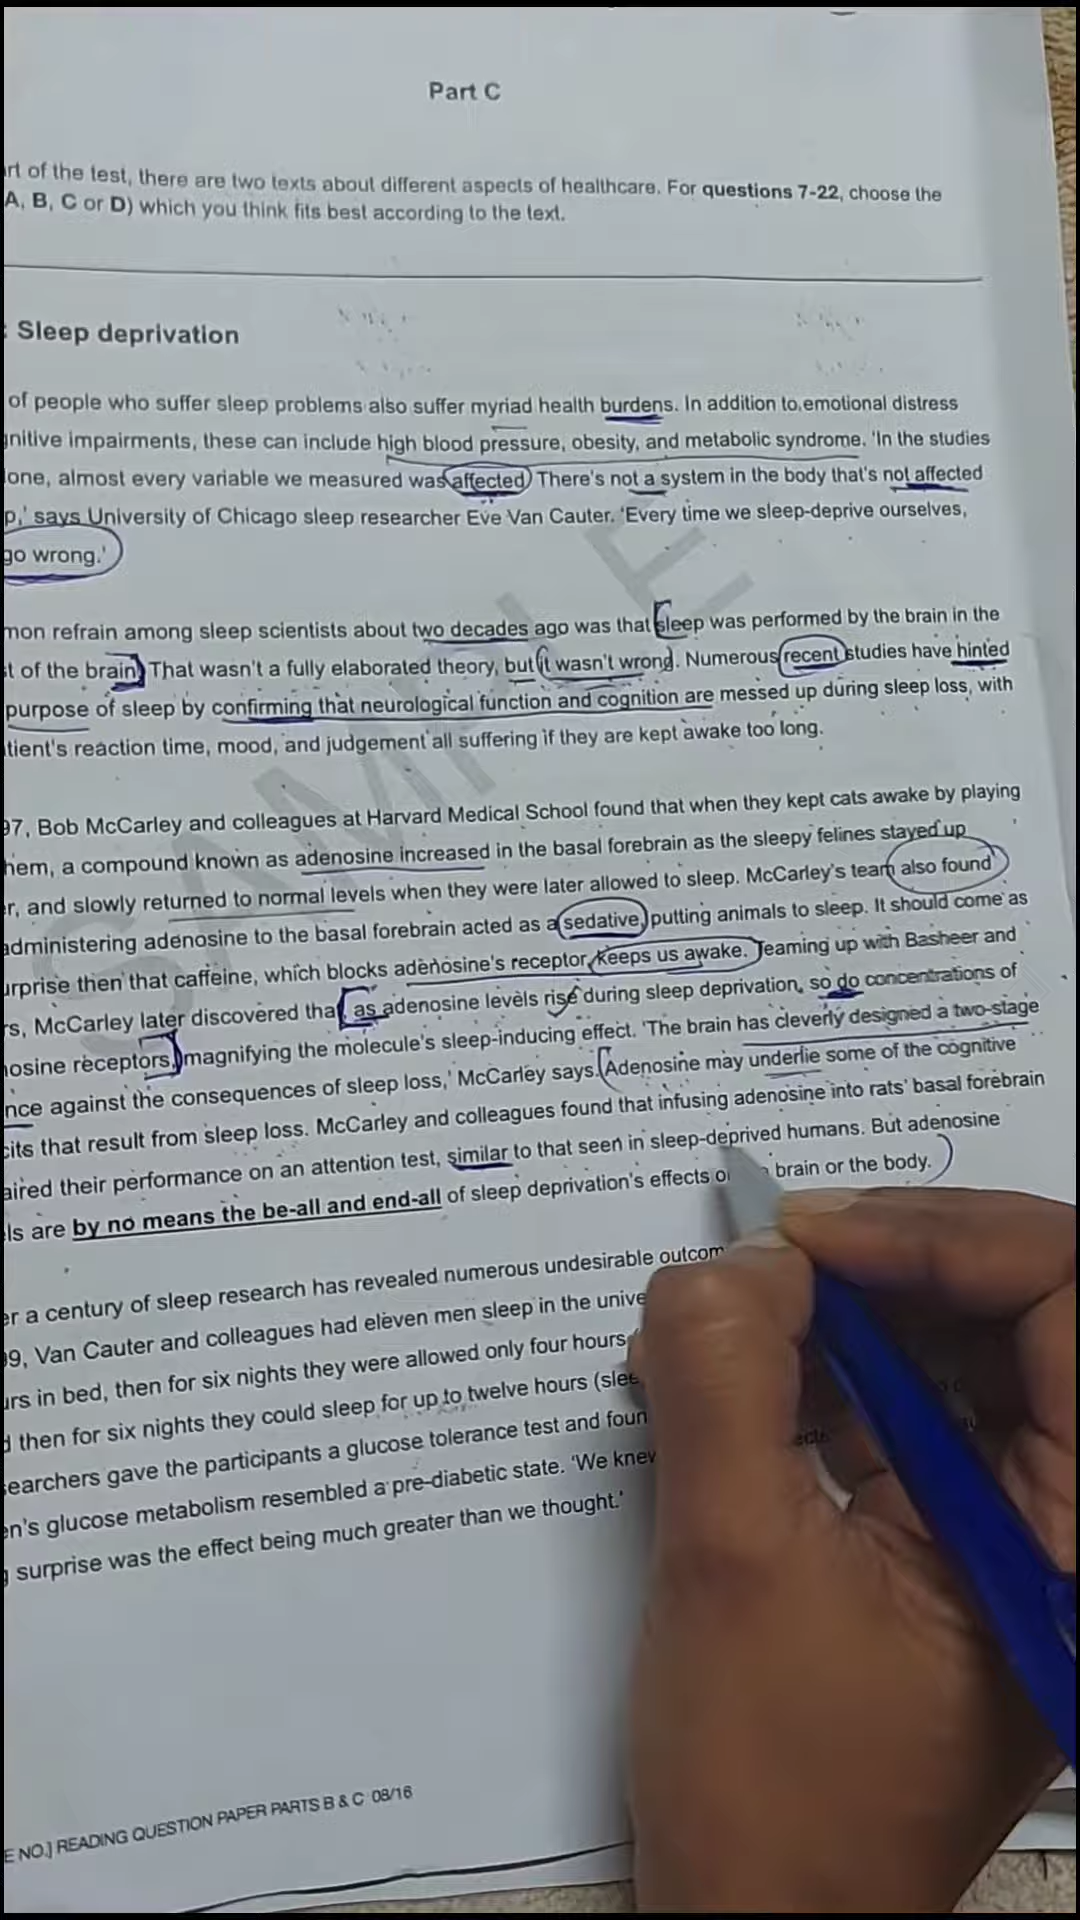 Part C
rt of the test, there are two texts about different aspects of healthcare. For questions 7-22, choose the
A, B, C or D) which you think fits best according to the text.
: Sleep deprivation
of people who suffer sleep problems also suffer myriad health burdens. In addition to emotional distress
gnitive impairments, these can include high blood pressure, obesity, and metabolic syndrome. 'In the studies
one, almost every variable we measured was affected. There's not a system in the body that's not affected
p,' says University of Chicago sleep researcher Eve Van Cauter. 'Every time we sleep-deprive ourselves,
go wrong.'
mon refrain among sleep scientists about two decades ago was that sleep was performed by the brain in the
st of the brain. That wasn't a fully elaborated theory, but it wasn't wrong. Numerous recent studies have hinted
purpose of sleep by confirming that neurological function and cognition are messed up during sleep loss, with
tient's reaction time, mood, and judgement all suffering if they are kept awake too long.
97, Bob McCarley and colleagues at Harvard Medical School found that when they kept cats awake by playing
hem, a compound known as adenosine increased in the basal forebrain as the sleepy felines stayed up
r, and slowly returned to normal levels when they were later allowed to sleep. McCarley's team also found
administering adenosine to the basal forebrain acted as a sedative, putting animals to sleep. It should come as
urprise then that caffeine, which blocks adenosine's receptor, keeps us awake. Teaming up with Basheer and
rs, McCarley later discovered that, as adenosine levels rise during sleep deprivation, so do concentrations of
nosine receptors, magnifying the molecule's sleep-inducing effect. 'The brain has cleverly designed a two-stage
nce against the consequences of sleep loss,' McCarley says. Adenosine may underlie some of the cognitive
cits that result from sleep loss. McCarley and colleagues found that infusing adenosine into rats' basal forebrain
aired their performance on an attention test, similar to that seen in sleep-deprived humans. But adenosine
ls are by no means the be-all and end-all of sleep deprivation's effects o brain or the body.
er a century of sleep research has revealed numerous undesirable outcom
99, Van Cauter and colleagues had eleven men sleep in the unive
urs in bed, then for six nights they were allowed only four hours
d then for six nights they could sleep for up to twelve hours (slee
searchers gave the participants a glucose tolerance test and foun
en's glucose metabolism resembled a pre-diabetic state. 'We knew
g surprise was the effect being much greater than we thought.'
E NO.] READING QUESTION PAPER PARTS B & C 08/16
SAMPLE